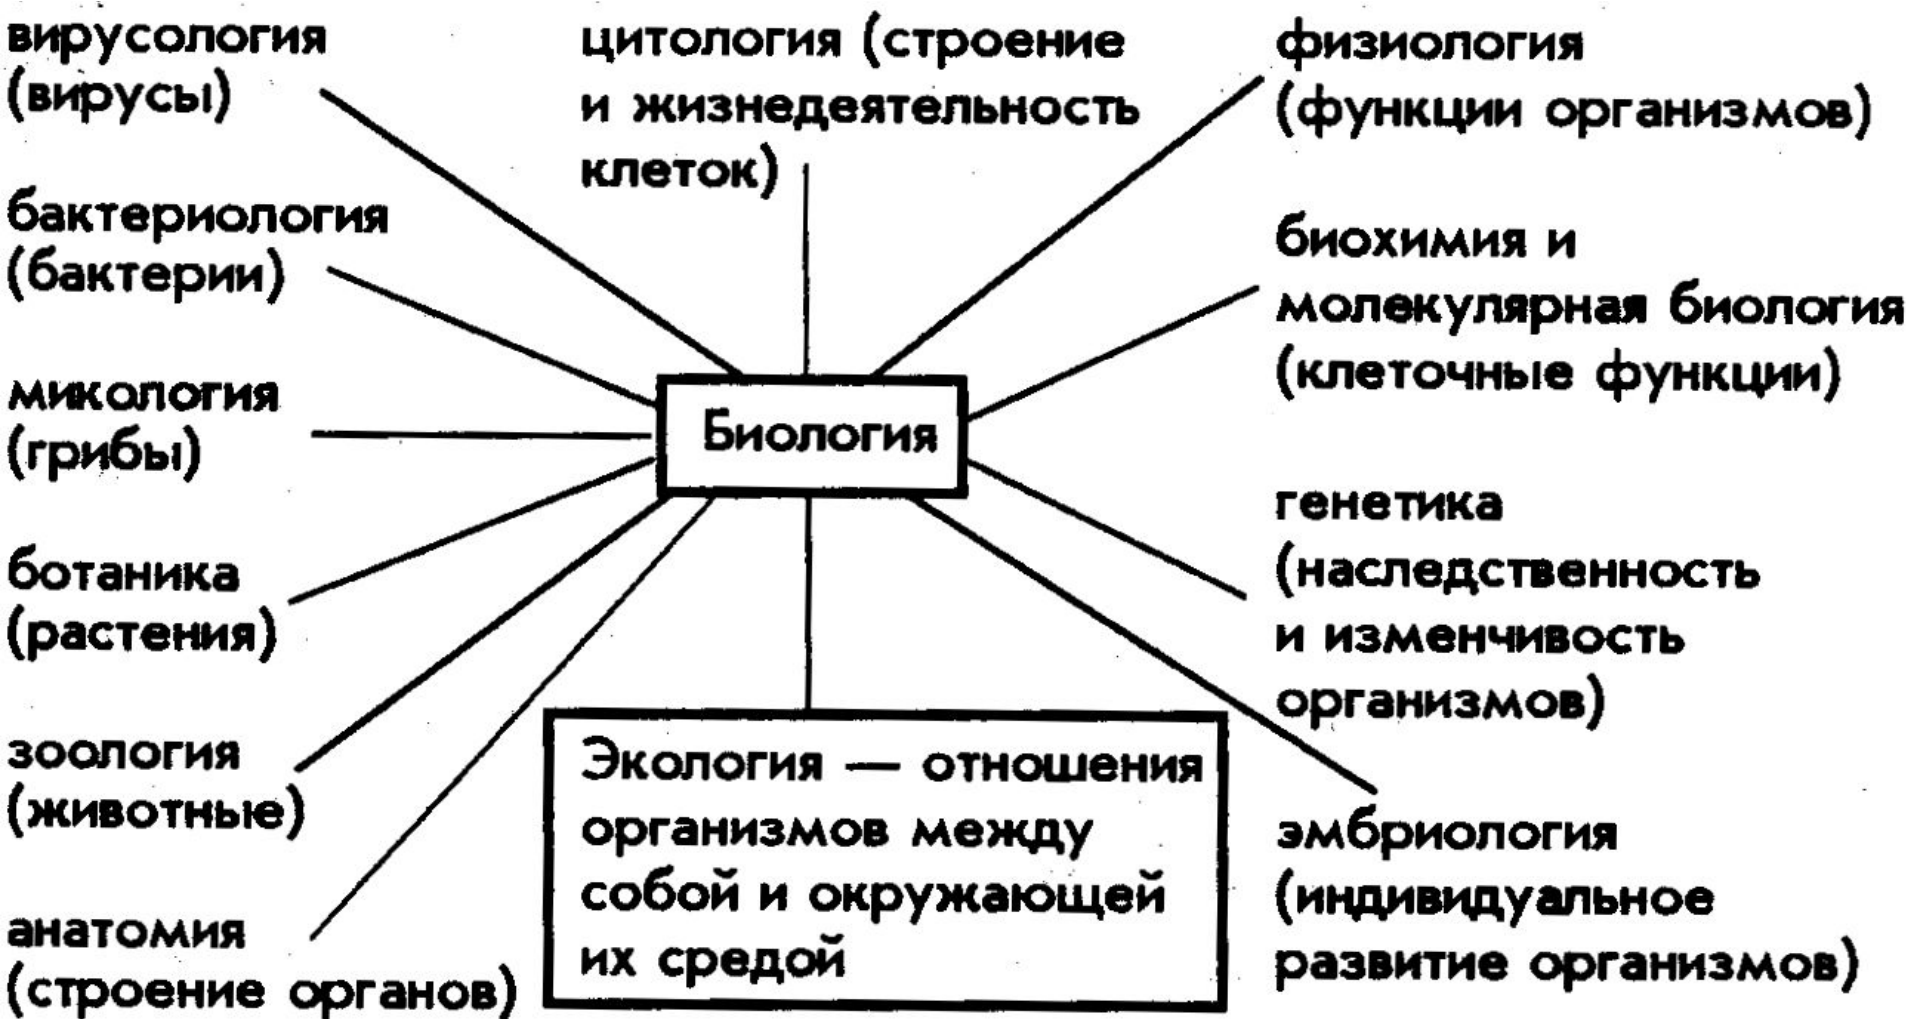 вирусология
(вирусы)
бактериология
(бактерии)
микология
(грибы)
ботаника
(растения)
зоология
(животные)
анатомия
(строение органов)
цитология (строение
и жизнедеятельность
клеток)
Биология
Экология — отношения
организмов между
собой и окружающей
их средой
физиология
(функции организмов)
биохимия и
молекулярная биология
(клеточные функции)
генетика
(наследственность
и изменчивость
организмов)
эмбриология
(индивидуальное
развитие организмов)